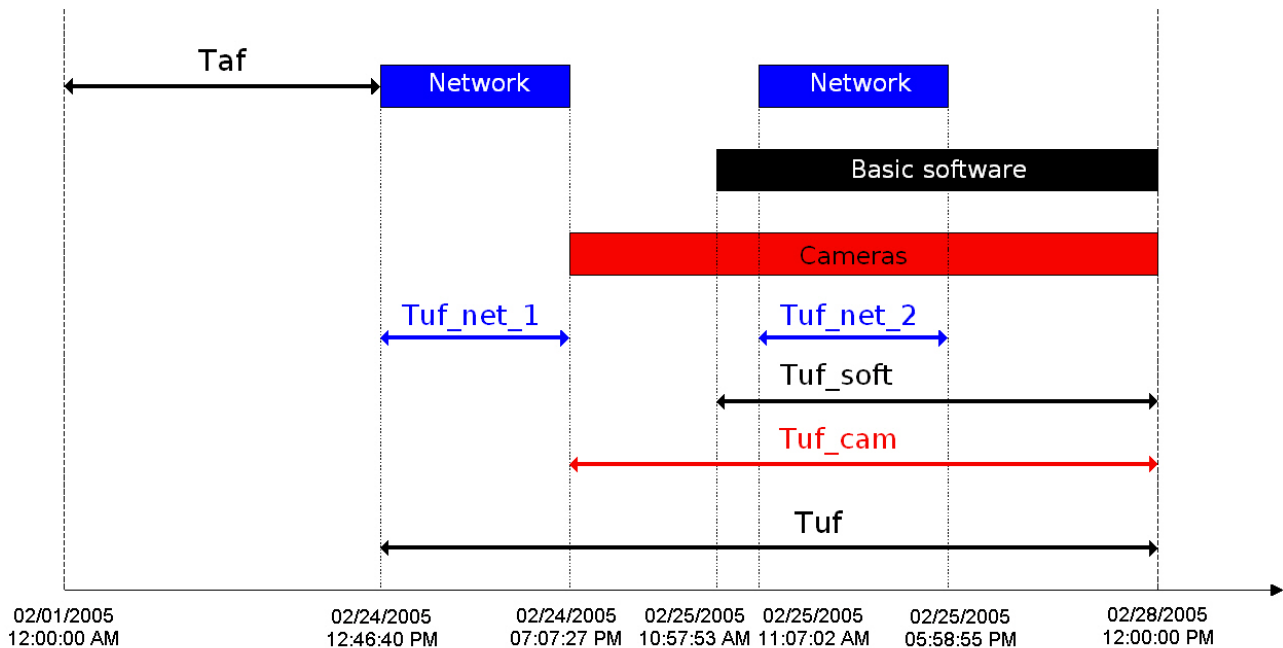 Taf
Network
Network
Basic software
Cameras
Tuf_net_1
Tuf_net_2
Tuf_soft
Tuf_cam
Tuf
02/01/2005
12:00:00 AM
02/24/2005
12:46:40 PM
02/24/2005
07:07:27 PM
02/25/2005
10:57:53 AM
02/25/2005
11:07:02 AM
02/25/2005
05:58:55 PM
02/28/2005
12:00:00 PM